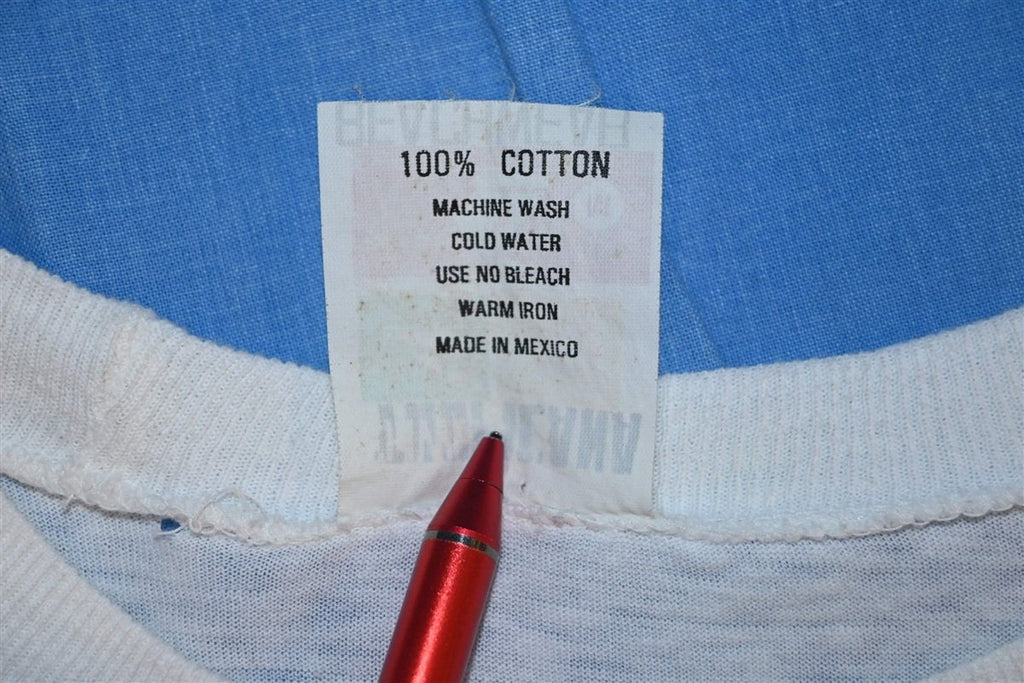 100% COTTON
MACHINE WASH
COLD WATER
USE NO BLEACH
WARM IRON
MADE IN MEXICO